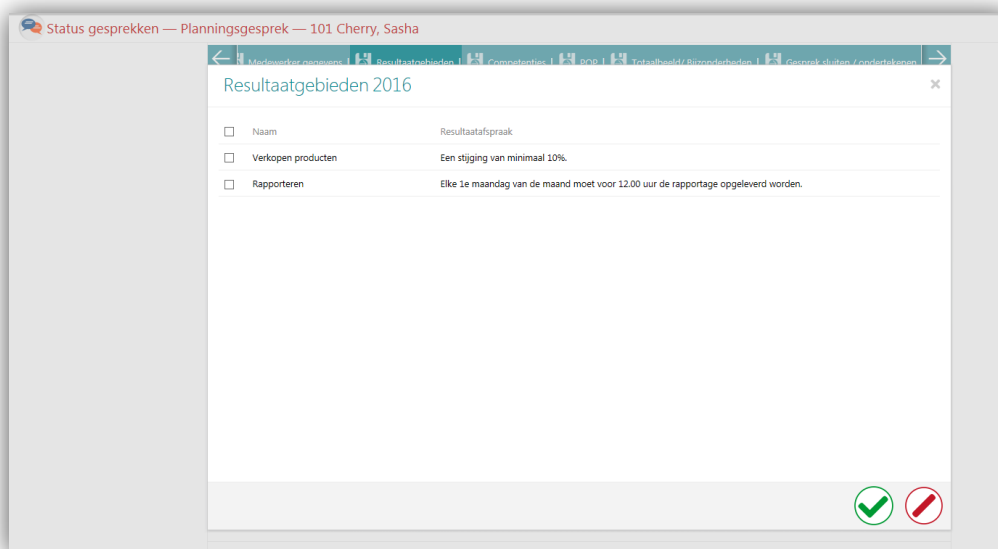 Status gesprekken — Planningsgesprek — 101 Cherry, Sasha
Medewerker gegevens | Resultaatgebieden | Competenties | POP | Totaalbeeld/ Bijzonderheden | Gesprek sluiten / ondertekenen
Resultaatgebieden 2016
Naam Resultaatafspraak
Verkopen producten Een stijging van minimaal 10%.
Rapporteren Elke 1e maandag van de maand moet voor 12.00 uur de rapportage opgeleverd worden.